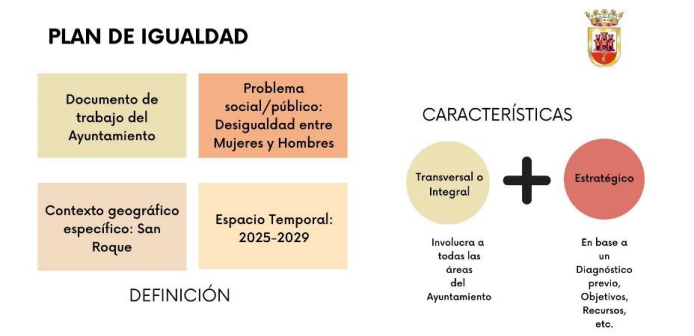 PLAN DE IGUALDAD
Documento de
trabajo del
Ayuntamiento
Problema
social/público:
Desigualdad entre
Mujeres y Hombres
Contexto geográfico
específico: San
Roque
Espacio Temporal:
2025-2029
DEFINICIÓN
CARACTERÍSTICAS
Transversal o
Integral
Estratégico
Involucra a
todas las
áreas
del
Ayuntamiento
En base a
un
Diagnóstico
previo,
Objetivos,
Recursos,
etc.